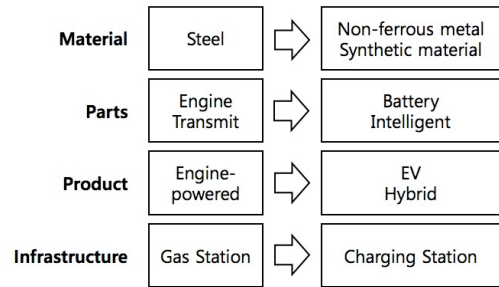 Material
Steel
Non-ferrous metal
Synthetic material
Parts
Engine
Transmit
Battery
Intelligent
Product
Engine-
powered
EV
Hybrid
Infrastructure
Gas Station
Charging Station